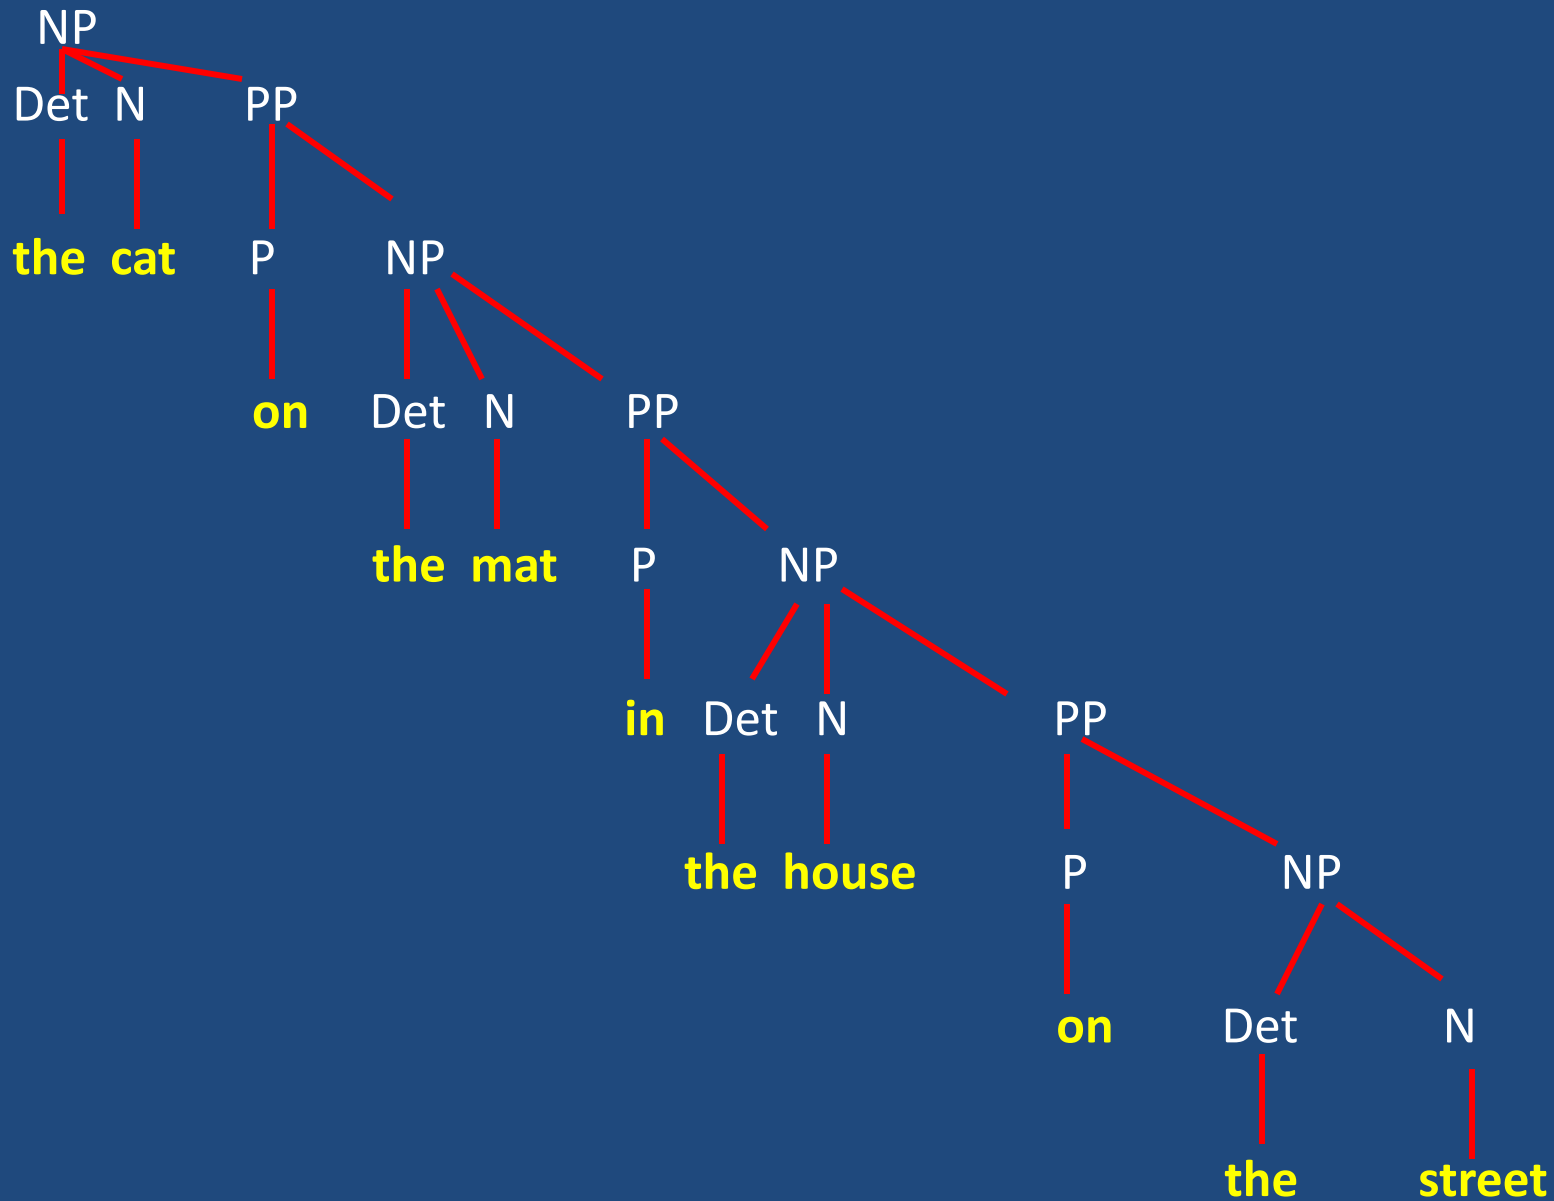 NP
Det N PP
the cat P NP
on Det N PP
the mat P NP
in Det N PP
the house P NP
on Det N
the street